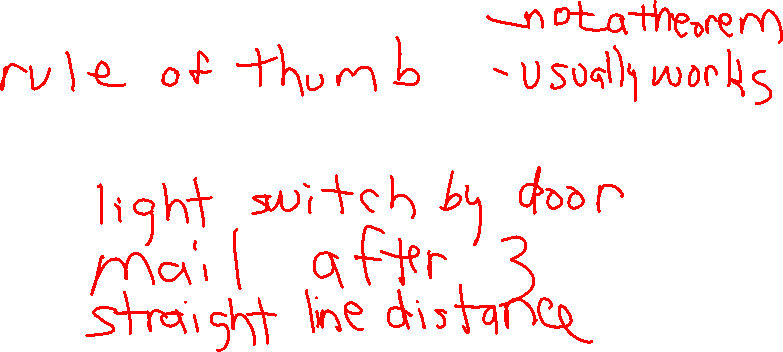 - not a theorem
rule of thumb - usually works
light switch by door
mail after 3
straight line distance